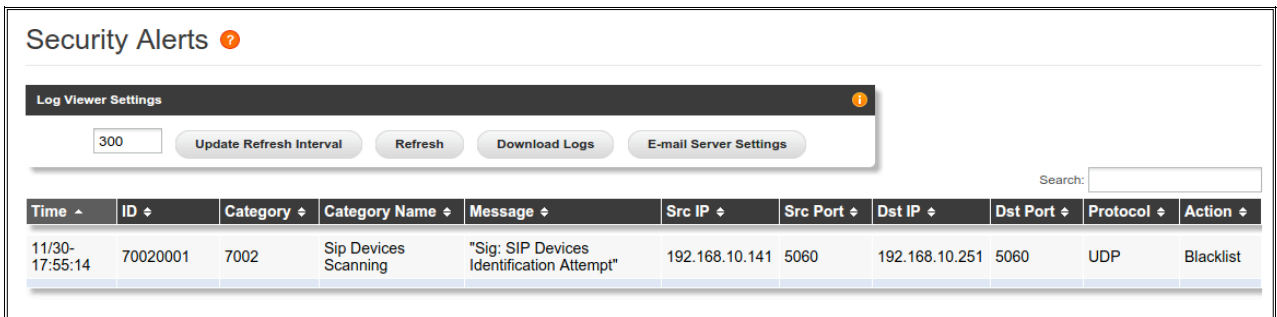 Security Alerts ?
Log Viewer Settings i
300 Update Refresh Interval Refresh Download Logs E-mail Server Settings
Search:
Time ID Category Category Name Message Src IP Src Port Dst IP Dst Port Protocol Action
11/30- Sip Devices "Sig: SIP Devices
17:55:14 70020001 7002 Scanning Identification Attempt" 192.168.10.141 5060 192.168.10.251 5060 UDP Blacklist